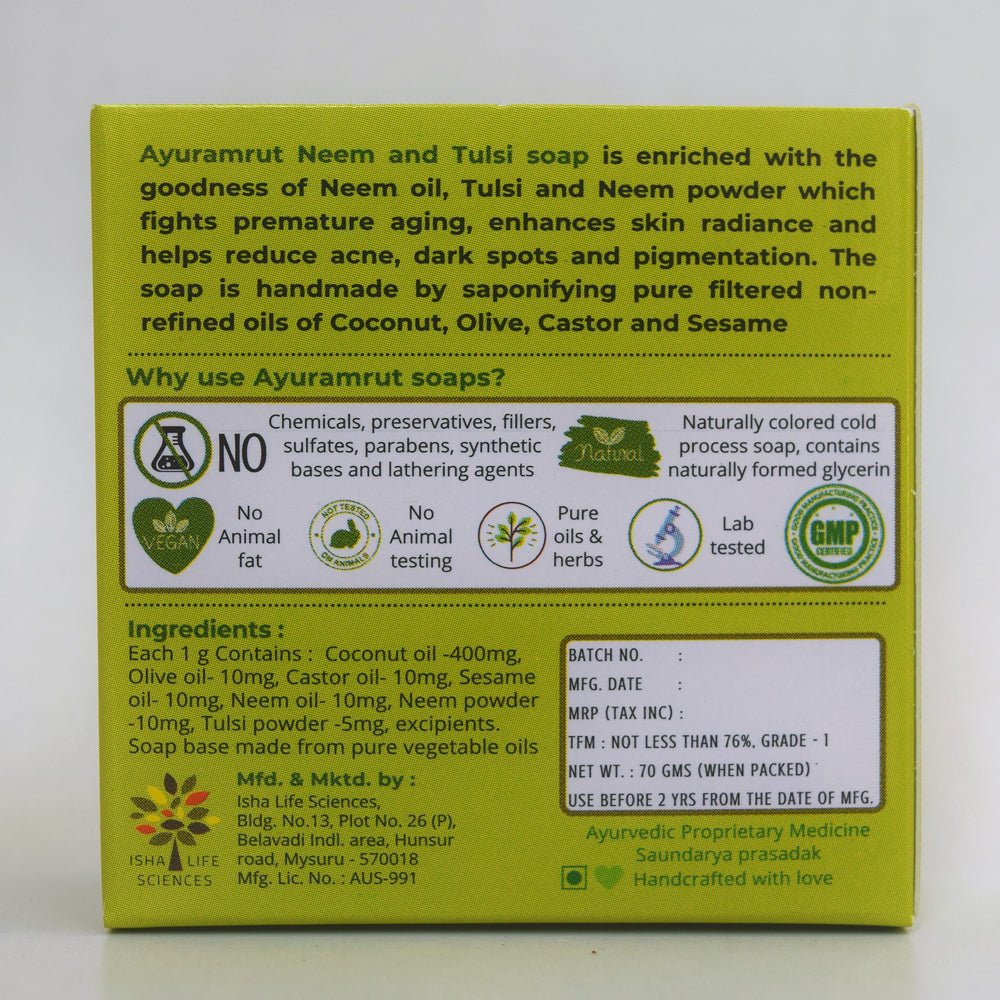 Ayuramrut Neem and Tulsi soap is enriched with the
goodness of Neem oil, Tulsi and Neem powder which
fights premature aging, enhances skin radiance and
helps reduce acne, dark spots and pigmentation. The
soap is handmade by saponifying pure filtered non-
refined oils of Coconut, Olive, Castor and Sesame
Why use Ayuramrut soaps?
NO
Chemicals, preservatives, fillers,
sulfates, parabens, synthetic
bases and lathering agents
Natural
Naturally colored cold
process soap, contains
naturally formed glycerin
VEGAN
No
Animal
fat
NOT TESTED
ON ANIMALS
No
Animal
testing
Pure
oils &
herbs
Lab
tested
GOOD MANUFACTURING PRACTICE
GMP
CERTIFIED
GOOD MANUFACTURING PRACTICE
Ingredients :
Each 1 g Contains : Coconut oil -400mg,
Olive oil- 10mg, Castor oil- 10mg, Sesame
oil- 10mg, Neem oil- 10mg, Neem powder
-10mg, Tulsi powder -5mg, excipients.
Soap base made from pure vegetable oils
ISHA LIFE
SCIENCES
Mfd. & Mktd. by :
Isha Life Sciences,
Bldg. No.13, Plot No. 26 (P),
Belavadi Indl. area, Hunsur
road, Mysuru - 570018
Mfg. Lic. No. : AUS-991
BATCH NO. :
MFG. DATE :
MRP (TAX INC) :
TFM : NOT LESS THAN 76%, GRADE - 1
NET WT. : 70 GMS (WHEN PACKED)
USE BEFORE 2 YRS FROM THE DATE OF MFG.
Ayurvedic Proprietary Medicine
Saundarya prasadak
Handcrafted with love